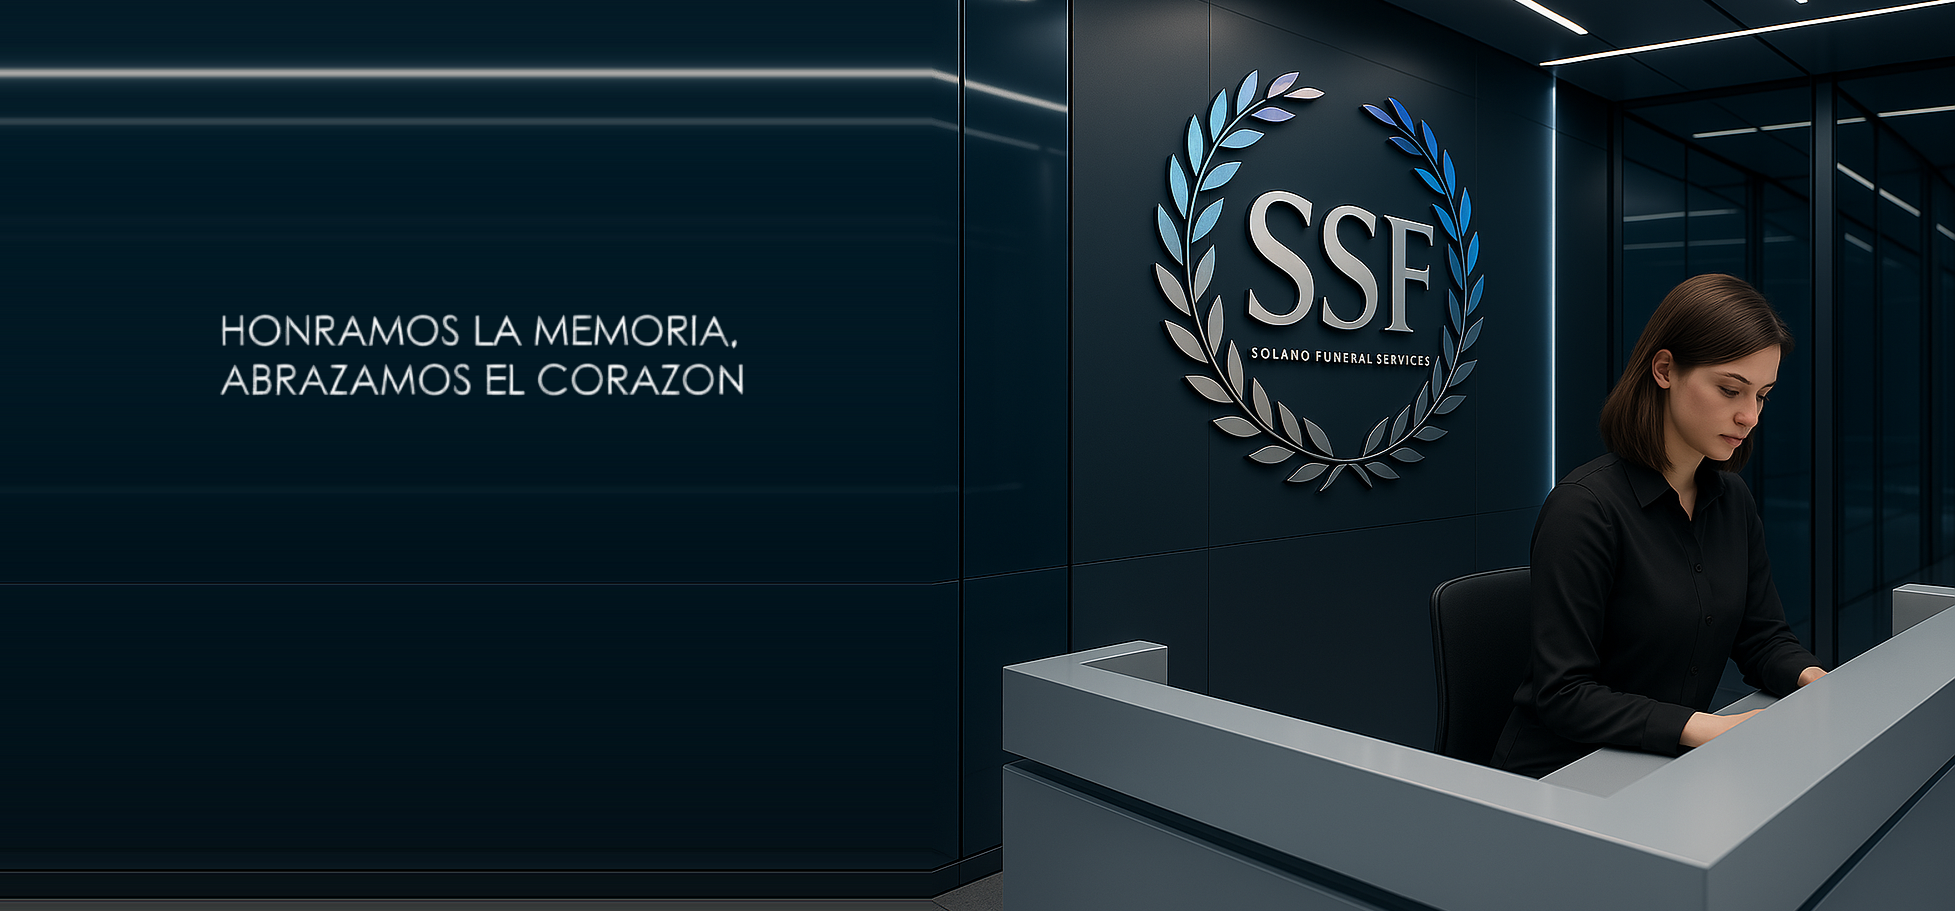 HONRAMOS LA MEMORIA,
ABRAZAMOS EL CORAZON
SSF
SOLANO FUNERAL SERVICES